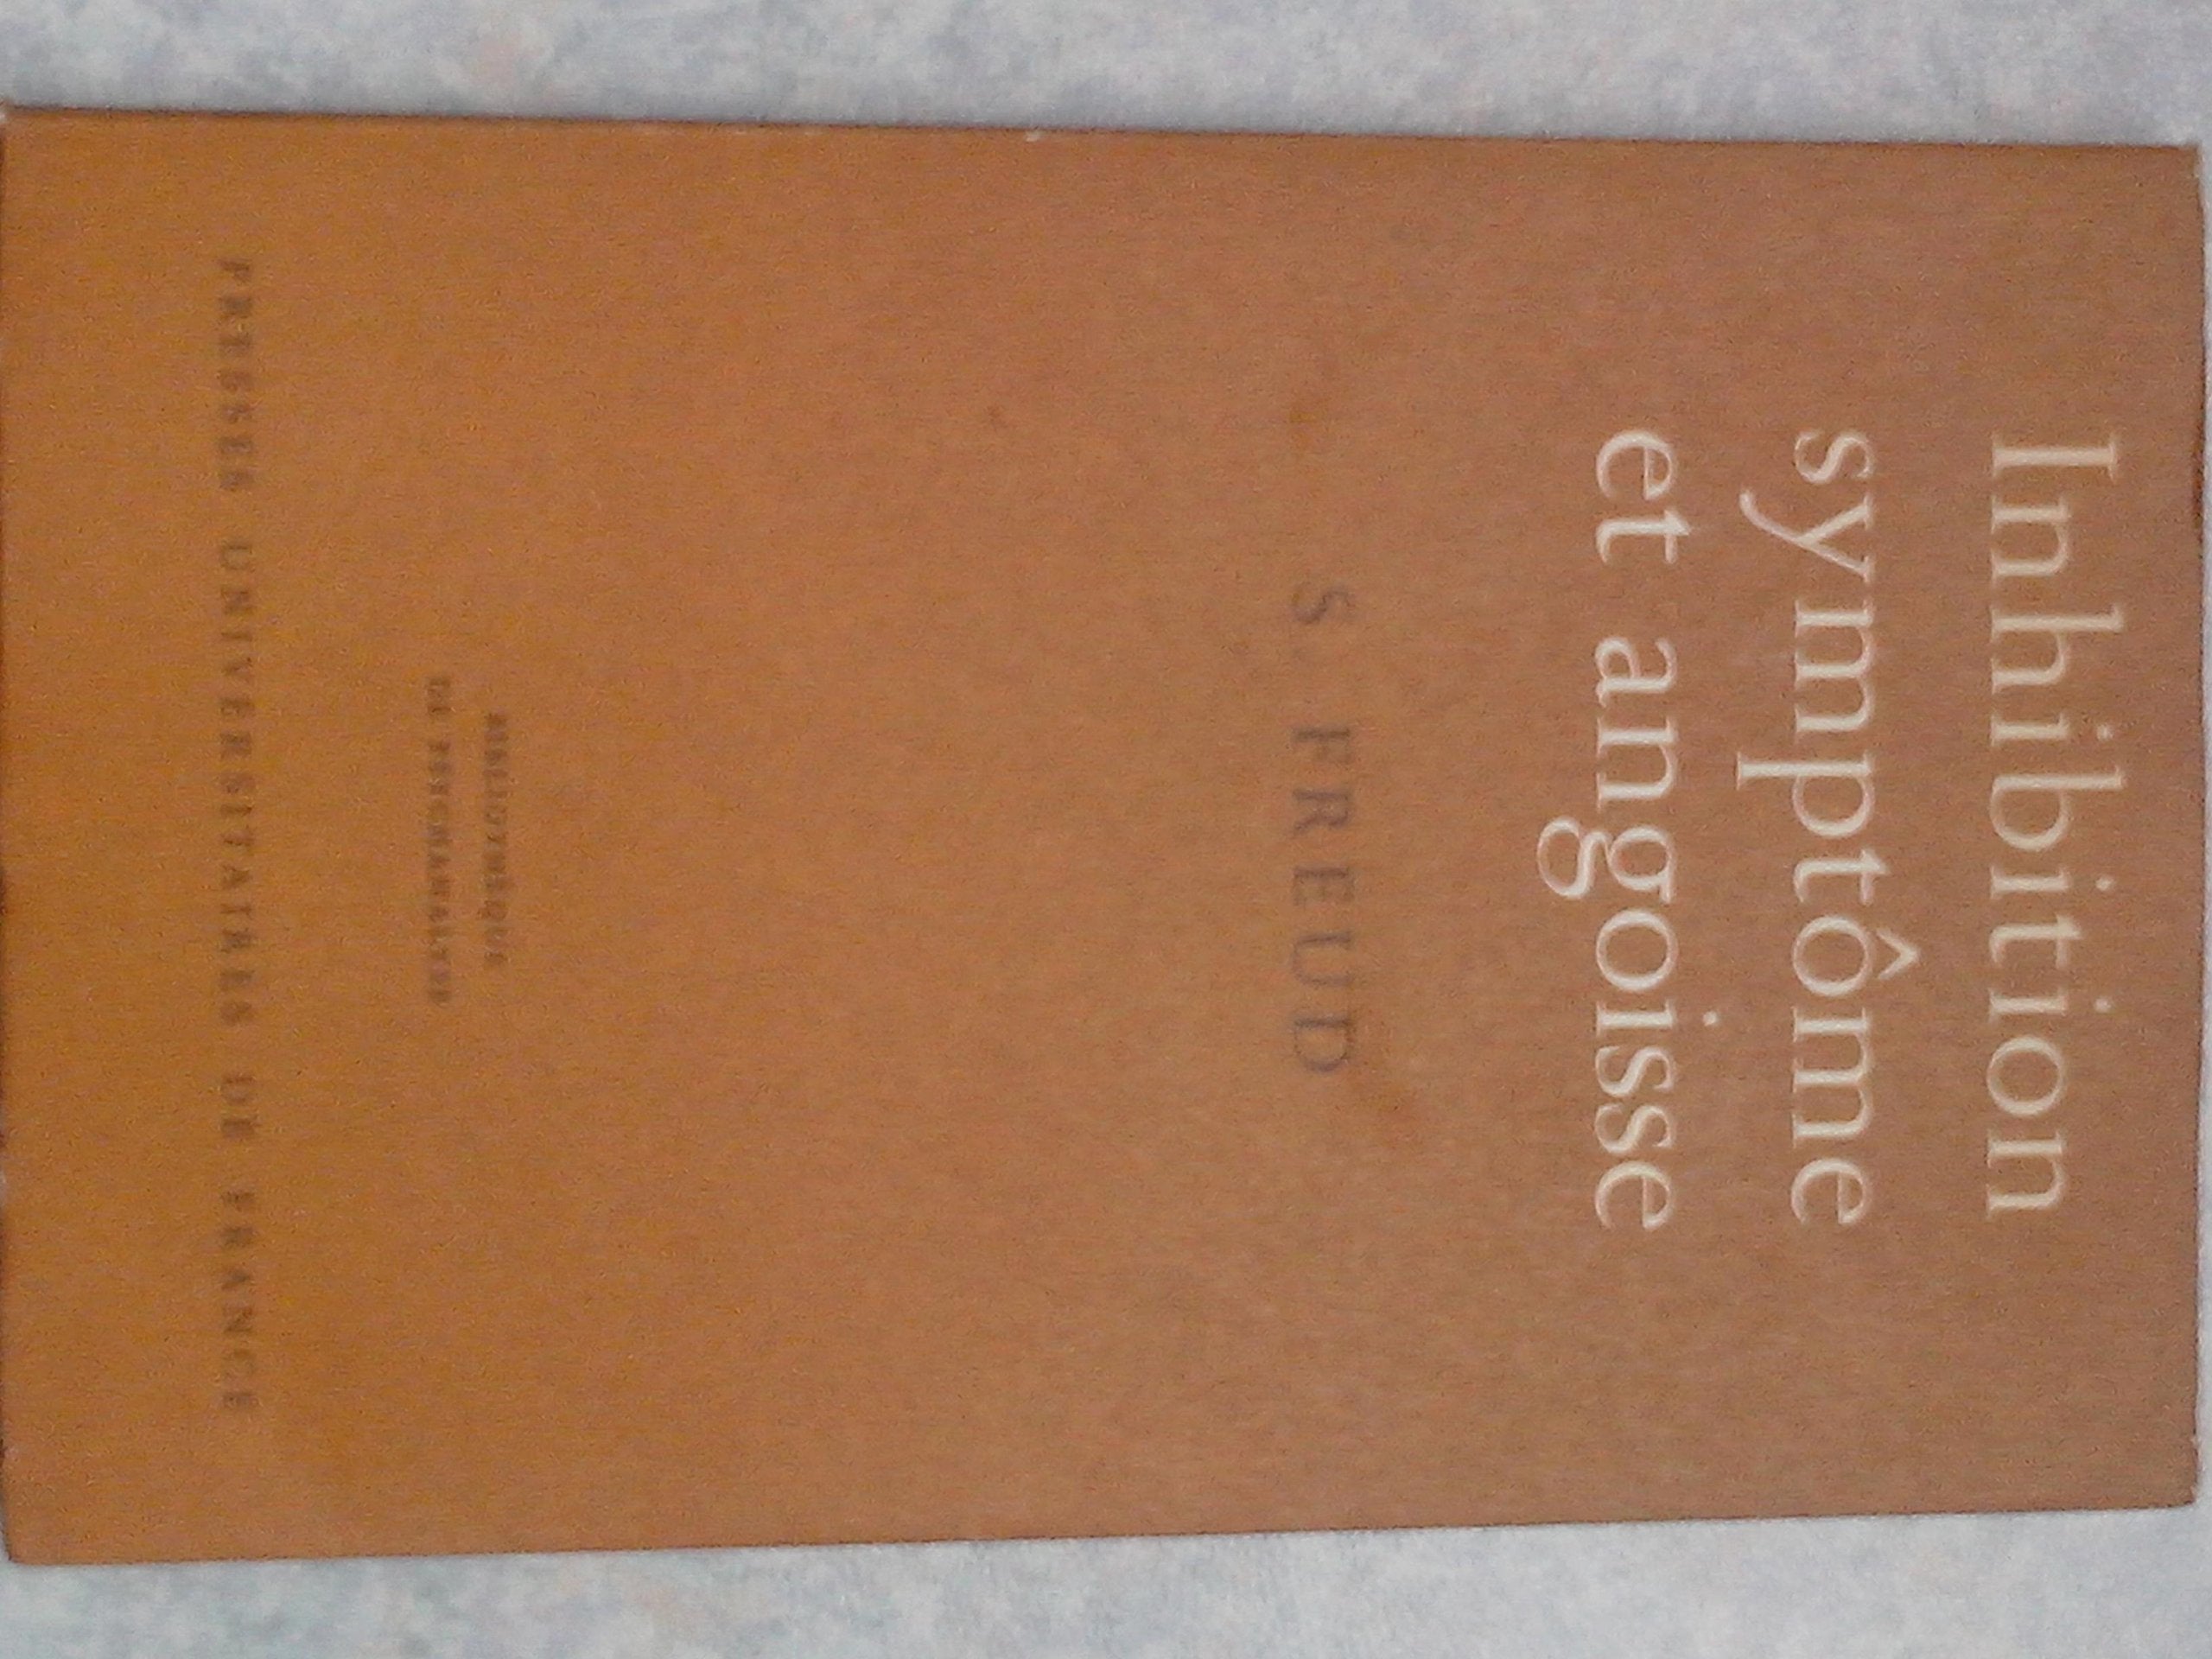 Inhibition
symptôme
et angoisse
S. FREUD
BIBLIOTHÈQUE
DE PSYCHANALYSE
PRESSES UNIVERSITAIRES DE FRANCE